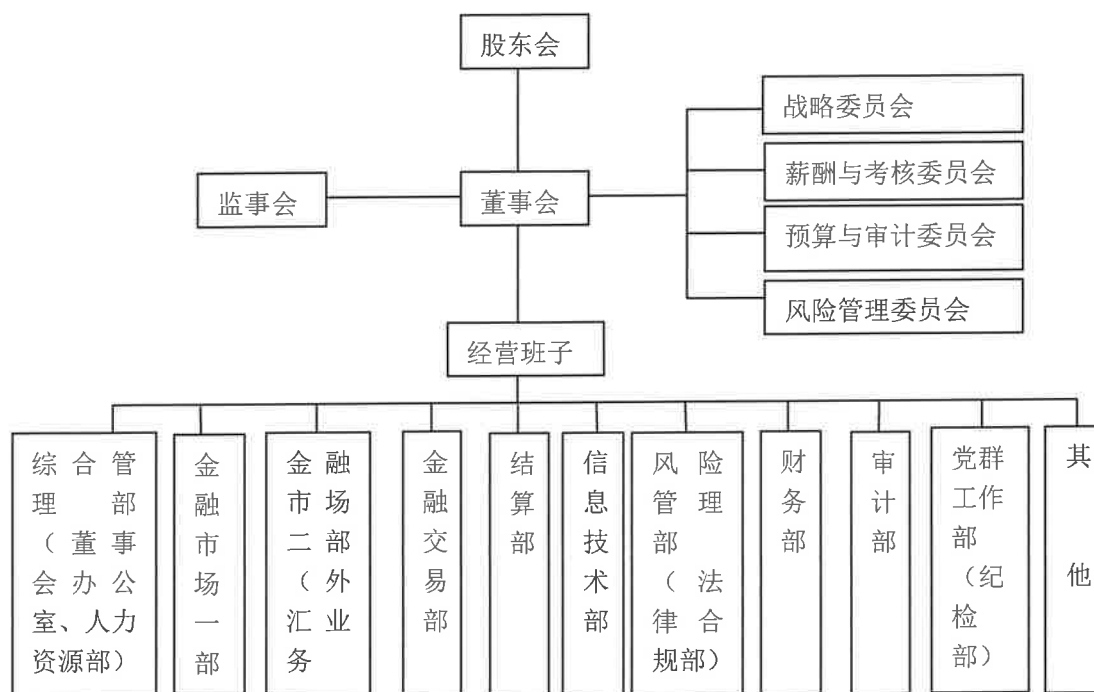 股东会
战略委员会
薪酬与考核委员会
监事会
董事会
预算与审计委员会
风险管理委员会
经营班子
综合管
理部
（董事
会办公
室、人力
资源部）
金
融
市
场
一
部
金融
市场
二部
（外
汇业
务
金
融
交
易
部
结
算
部
信
息
技
术
部
风险
管理
部
（法
律合
规部）
财
务
部
审
计
部
党群
工作
部
（纪
检
部）
其
他